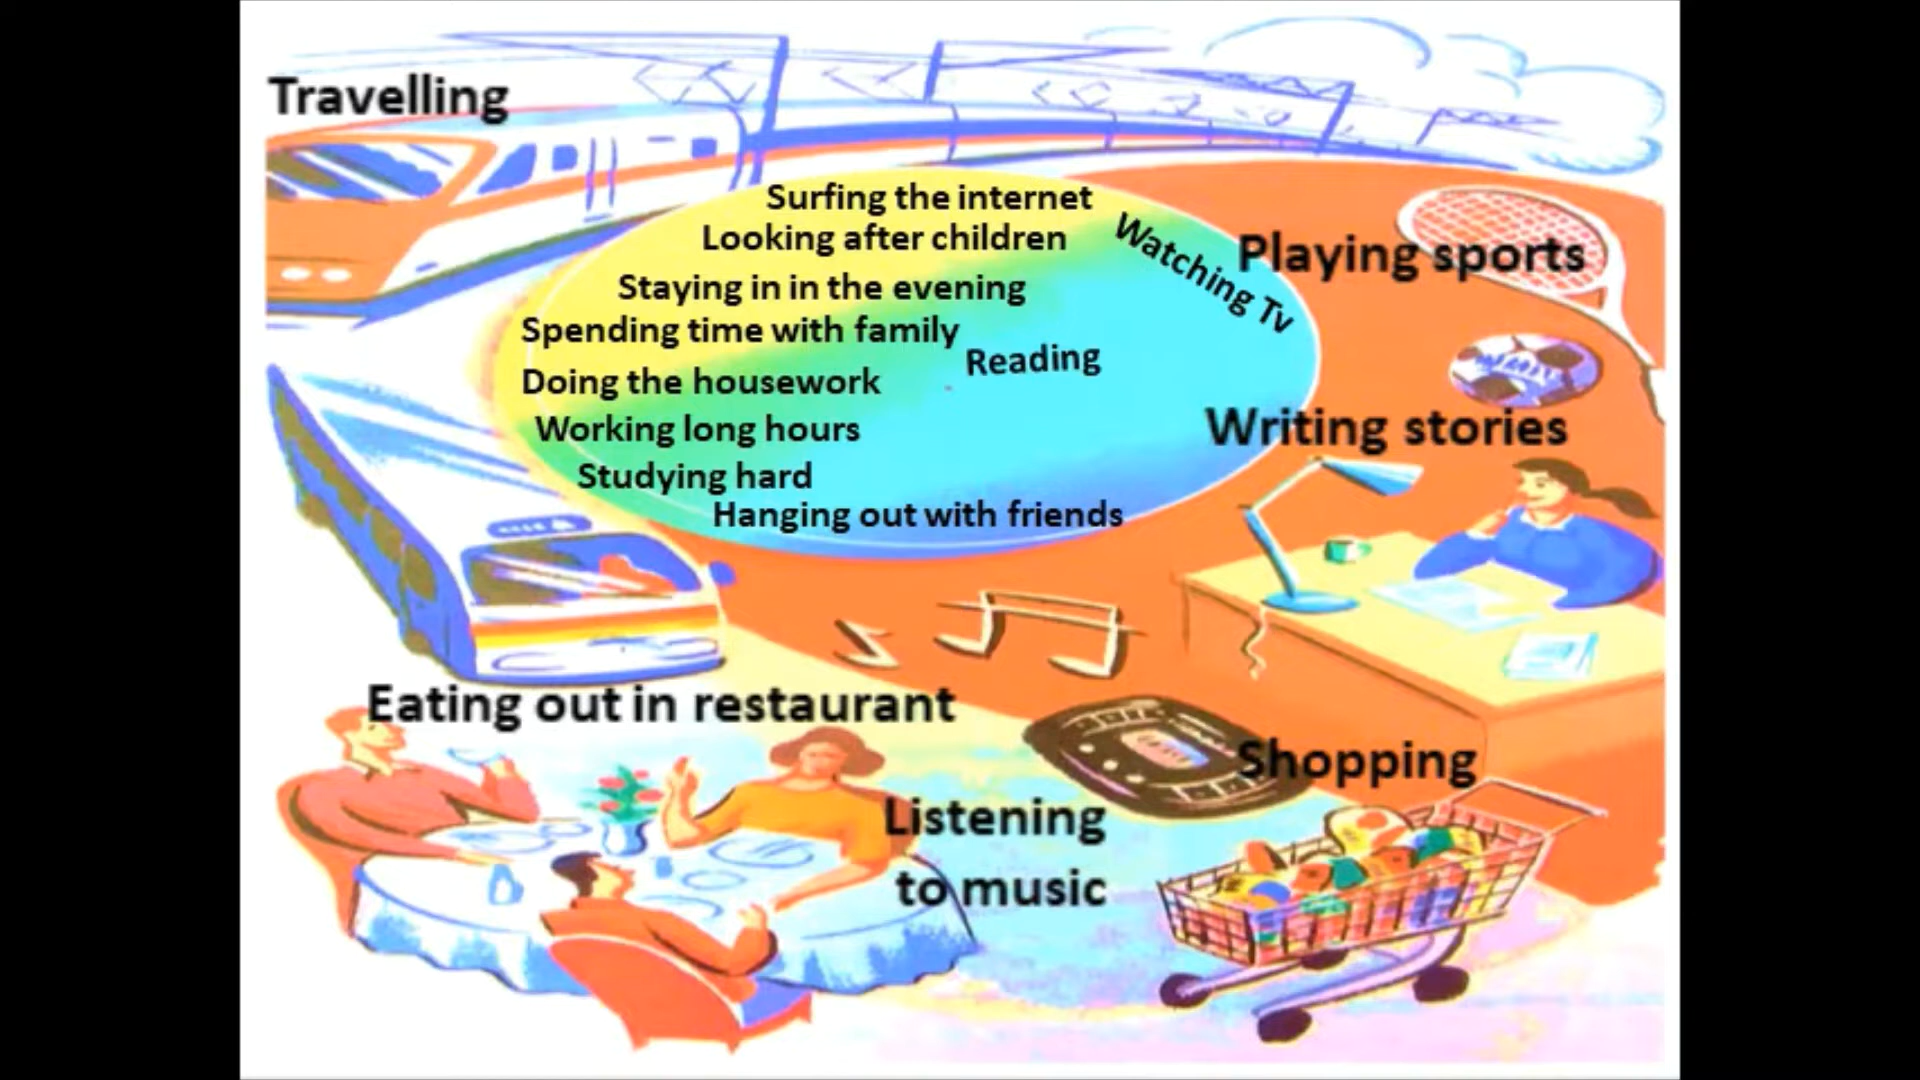 Travelling
Surfing the internet
Looking after children
Watching Tv
Playing sports
Staying in in the evening
Spending time with family
Reading
Doing the housework
Working long hours
Writing stories
Studying hard
Hanging out with friends
Eating out in restaurant
Shopping
Listening
to music